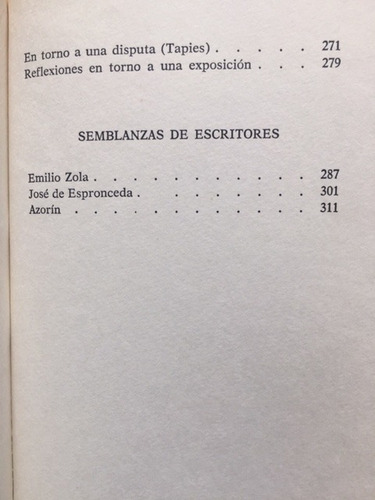 En torno a una disputa (Tapies) . . . . . 271
Reflexiones en torno a una exposición . . . 279
SEMBLANZAS DE ESCRITORES
Emilio Zola . . . . . . . . . . . 287
José de Espronceda . . . . . . . . . 301
Azorín . . . . . . . . . . . . 311